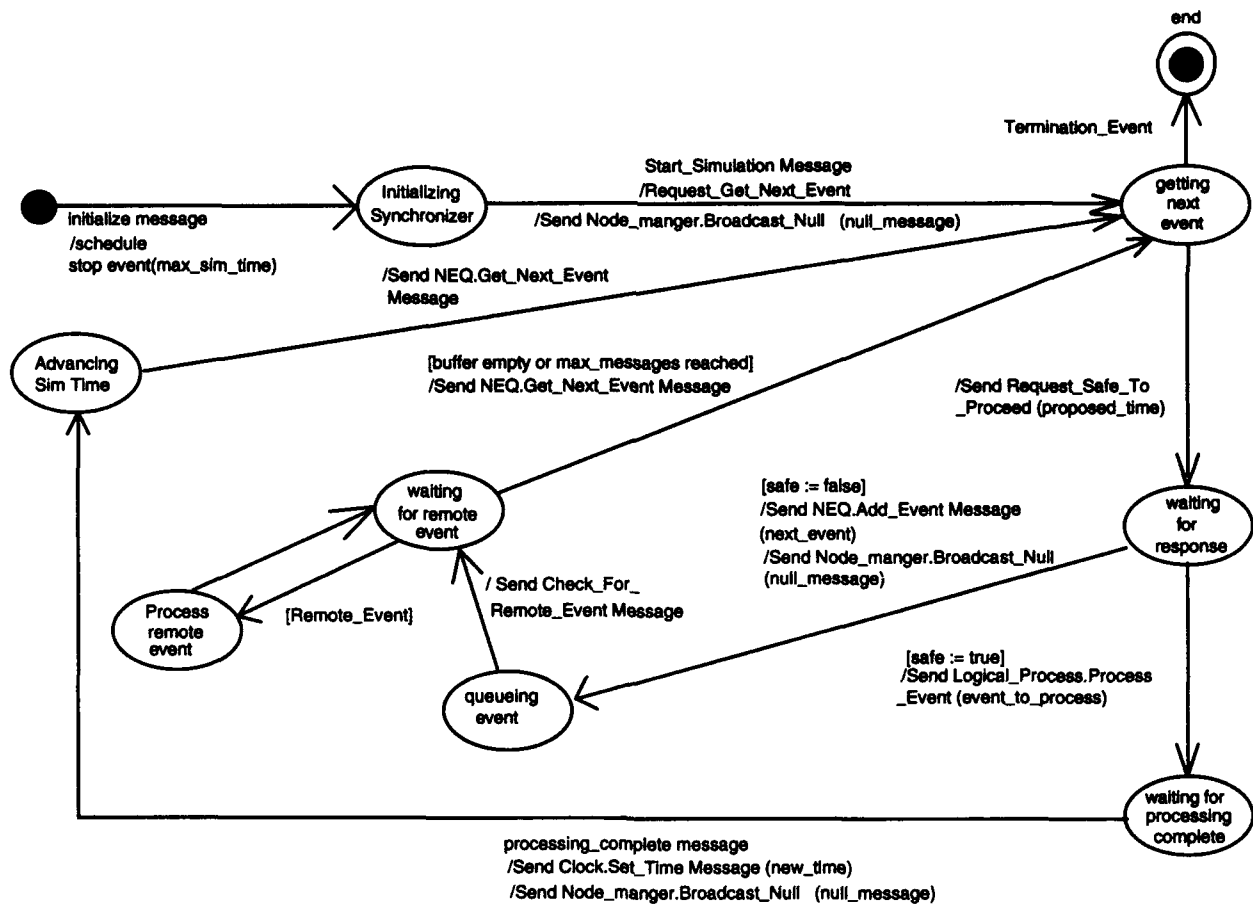 end
Termination_Event
Start_Simulation Message
/Request_Get_Next_Event
/Send Node_manger.Broadcast_Null (null_message)
Initializing
Synchronizer
getting
next
event
initialize message
/schedule
stop event(max_sim_time)
/Send NEQ.Get_Next_Event
Message
Advancing
Sim Time
[buffer empty or max_messages reached]
/Send NEQ.Get_Next_Event Message
/Send Request_Safe_To
_Proceed (proposed_time)
waiting
for remote
event
[safe := false]
/Send NEQ.Add_Event Message
(next_event)
/Send Node_manger.Broadcast_Null
(null_message)
waiting
for
response
/ Send Check_For_
Remote_Event Message
Process
remote
event
[Remote_Event]
queueing
event
[safe := true]
/Send Logical_Process.Process
_Event (event_to_process)
waiting for
processing
complete
processing_complete message
/Send Clock.Set_Time Message (new_time)
/Send Node_manger.Broadcast_Null (null_message)